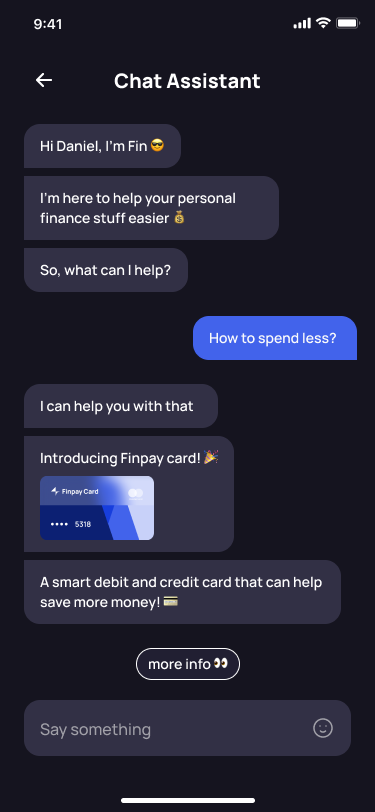 9:41
Chat Assistant
Hi Daniel, I'm Fin 😎
I'm here to help your personal
finance stuff easier 💰
So, what can I help?
How to spend less?
I can help you with that
Introducing Finpay card! 🎉
Finpay Card
•••• 5318
A smart debit and credit card that can help
save more money! 💳
more info 👀
Say something